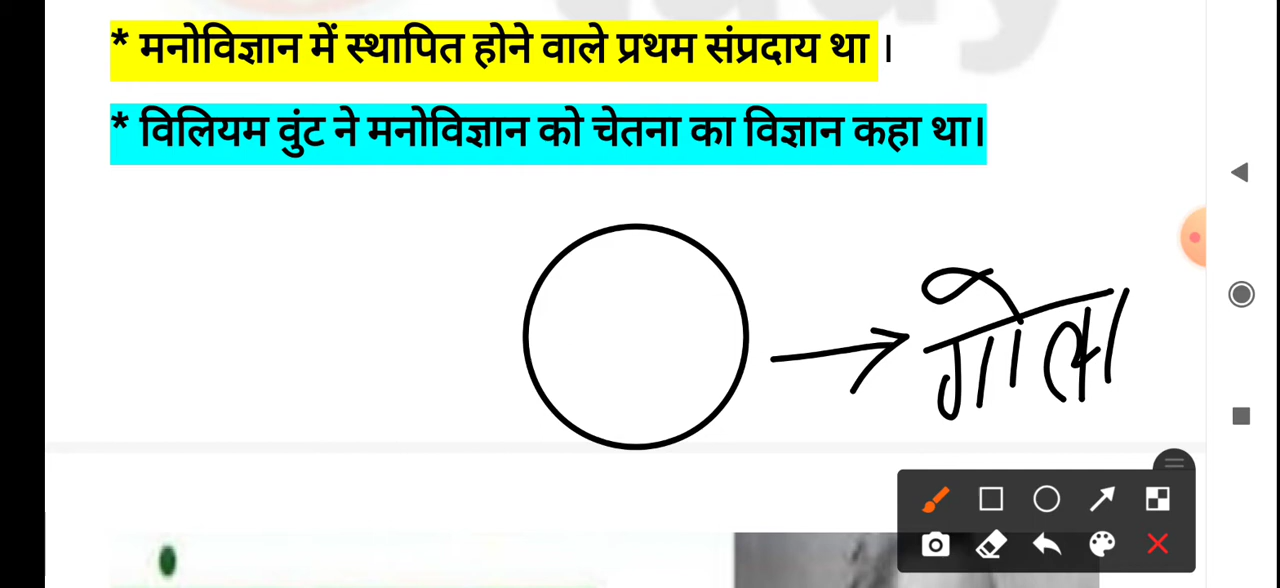 * मनोविज्ञान में स्थापित होने वाले प्रथम संप्रदाय था ।
* विलियम वुंट ने मनोविज्ञान को चेतना का विज्ञान कहा था।
गोला